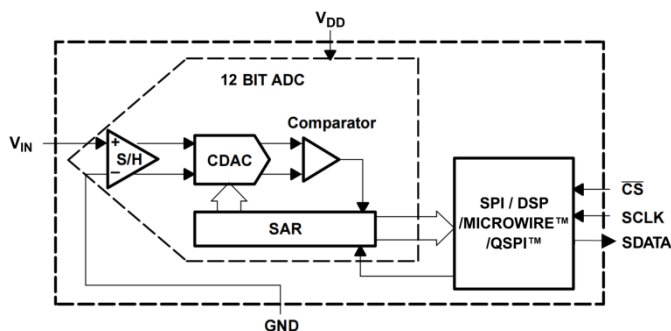 VDD
12 BIT ADC
Comparator
VIN
+
S/H
−
CDAC
SAR
SPI / DSP
/MICROWIRE™
/QSPI™
CS
SCLK
SDATA
GND